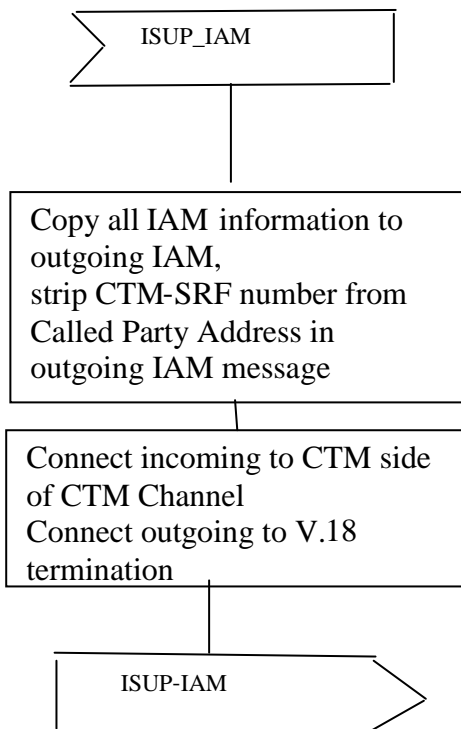 ISUP_IAM
Copy all IAM information to
outgoing IAM,
strip CTM-SRF number from
Called Party Address in
outgoing IAM message
Connect incoming to CTM side
of CTM Channel
Connect outgoing to V.18
termination
ISUP-IAM